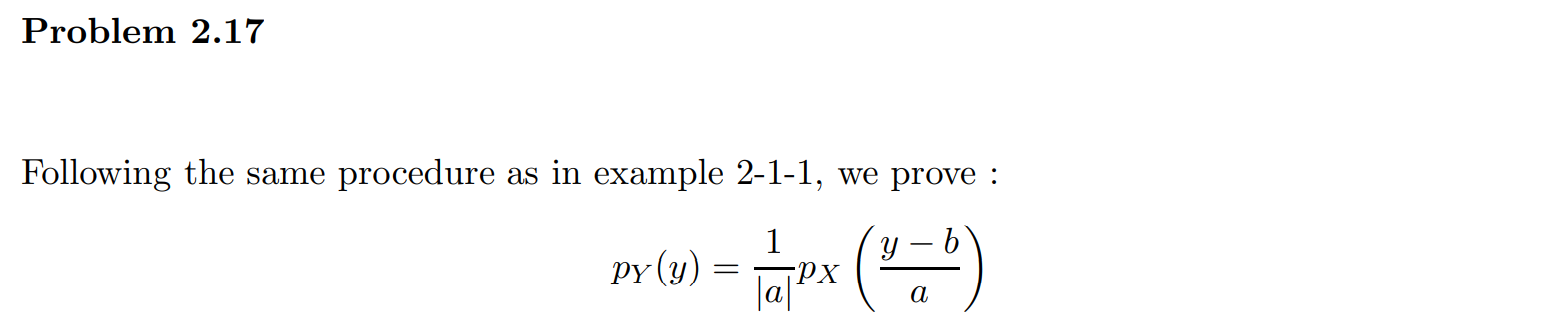 Problem 2.17
Following the same procedure as in example 2-1-1, we prove :
p_Y(y) = \frac{1}{|a|} p_X \left( \frac{y - b}{a} \right)